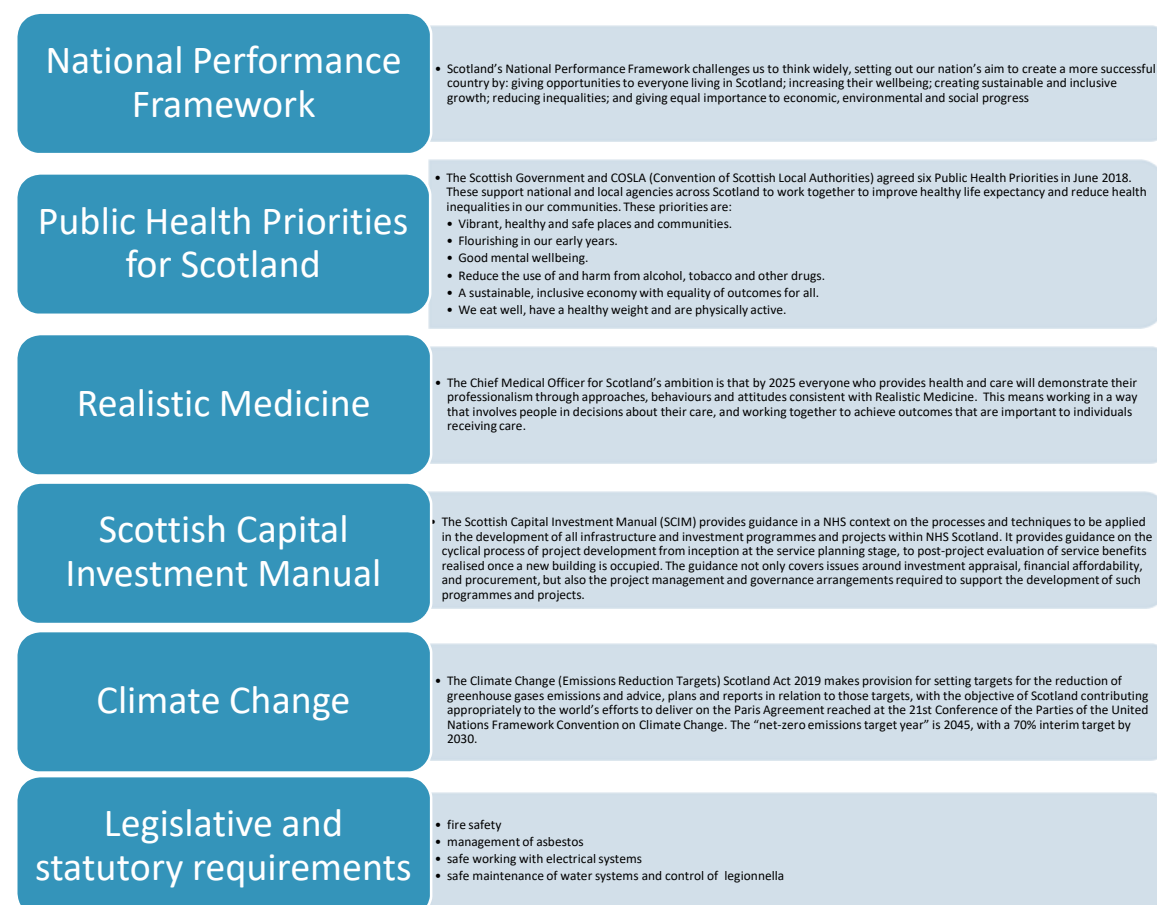 National Performance
Framework
• Scotland's National Performance Framework challenges us to think widely, setting out our nation's aim to create a more successful
country by: giving opportunities to everyone living in Scotland; increasing their wellbeing; creating sustainable and inclusive
growth; reducing inequalities; and giving equal importance to economic, environmental and social progress
Public Health Priorities
for Scotland
• The Scottish Government and COSLA (Convention of Scottish Local Authorities) agreed six Public Health Priorities in June 2018.
These support national and local agencies across Scotland to work together to improve healthy life expectancy and reduce health
inequalities in our communities. These priorities are:
• Vibrant, healthy and safe places and communities.
• Flourishing in our early years.
• Good mental wellbeing.
• Reduce the use of and harm from alcohol, tobacco and other drugs.
• A sustainable, inclusive economy with equality of outcomes for all.
• We eat well, have a healthy weight and are physically active.
Realistic Medicine
• The Chief Medical Officer for Scotland's ambition is that by 2025 everyone who provides health and care will demonstrate their
professionalism through approaches, behaviours and attitudes consistent with Realistic Medicine. This means working in a way
that involves people in decisions about their care, and working together to achieve outcomes that are important to individuals
receiving care.
Scottish Capital
Investment Manual
• The Scottish Capital Investment Manual (SCIM) provides guidance in a NHS context on the processes and techniques to be applied
in the development of all infrastructure and investment programmes and projects within NHS Scotland. It provides guidance on the
cyclical process of project development from inception at the service planning stage, to post-project evaluation of service benefits
realised once a new building is occupied. The guidance not only covers issues around investment appraisal, financial affordability,
and procurement, but also the project management and governance arrangements required to support the development of such
programmes and projects.
Climate Change
• The Climate Change (Emissions Reduction Targets) Scotland Act 2019 makes provision for setting targets for the reduction of
greenhouse gases emissions and advice, plans and reports in relation to those targets, with the objective of Scotland contributing
appropriately to the world's efforts to deliver on the Paris Agreement reached at the 21st Conference of the Parties of the United
Nations Framework Convention on Climate Change. The "net-zero emissions target year" is 2045, with a 70% interim target by
2030.
Legislative and
statutory requirements
• fire safety
• management of asbestos
• safe working with electrical systems
• safe maintenance of water systems and control of legionnella